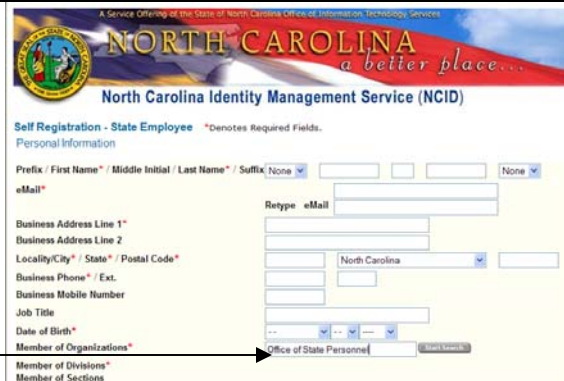 A Service Offering of the State of North Carolina Office of Information Technology Services
NORTH CAROLINA
a better place...
North Carolina Identity Management Service (NCID)
Self Registration - State Employee *Denotes Required Fields.
Personal Information
Prefix / First Name* / Middle Initial / Last Name* / Suffix None None
eMail*
Retype eMail
Business Address Line 1*
Business Address Line 2
Locality/City* / State* / Postal Code* North Carolina
Business Phone* / Ext.
Business Mobile Number
Job Title
Date of Birth* -- -- ----
Member of Organizations* Office of State Personnel Start Search
Member of Divisions*
Member of Sections